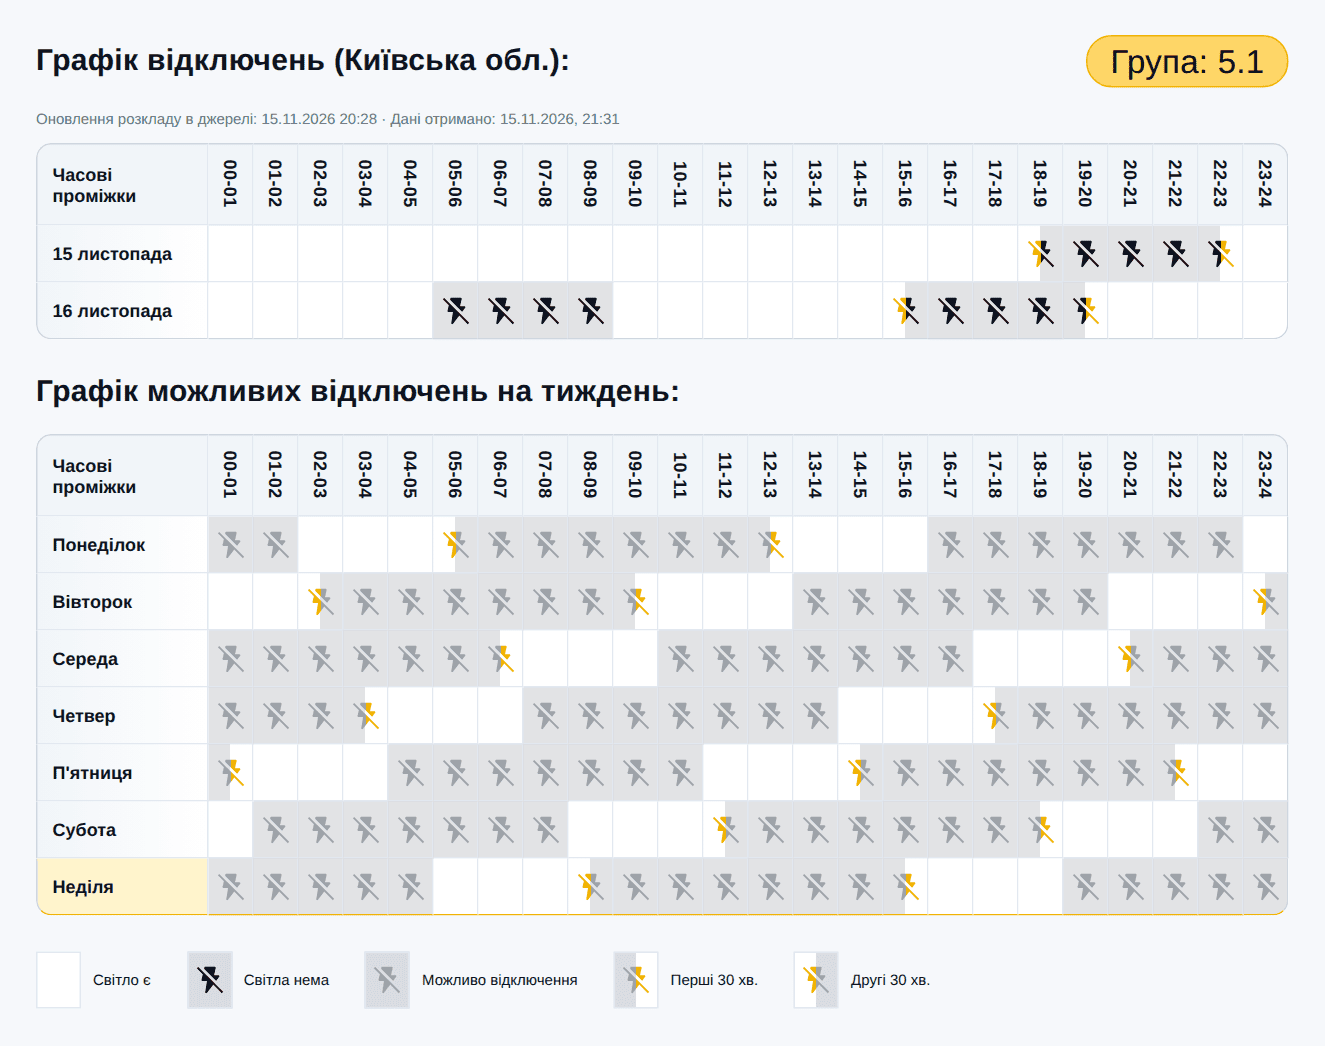 Графік відключень (Київська обл.):
Група: 5.1
Оновлення розкладу в джерелі: 15.11.2026 20:28 · Дані отримано: 15.11.2026, 21:31
Часові проміжки 00-01 01-02 02-03 03-04 04-05 05-06 06-07 07-08 08-09 09-10 10-11 11-12 12-13 13-14 14-15 15-16 16-17 17-18 18-19 19-20 20-21 21-22 22-23 23-24
15 листопада
16 листопада
Графік можливих відключень на тиждень:
Часові проміжки 00-01 01-02 02-03 03-04 04-05 05-06 06-07 07-08 08-09 09-10 10-11 11-12 12-13 13-14 14-15 15-16 16-17 17-18 18-19 19-20 20-21 21-22 22-23 23-24
Понеділок
Вівторок
Середа
Четвер
П'ятниця
Субота
Неділя
Світло є Світла нема Можливо відключення Перші 30 хв. Другі 30 хв.